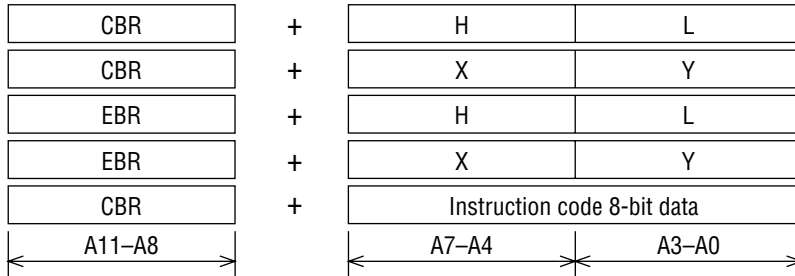 CBR + H L
CBR + X Y
EBR + H L
EBR + X Y
CBR + Instruction code 8-bit data
A11–A8 A7–A4 A3–A0